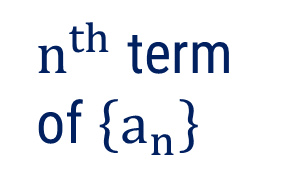 nᵗʰ term
of {aₙ}